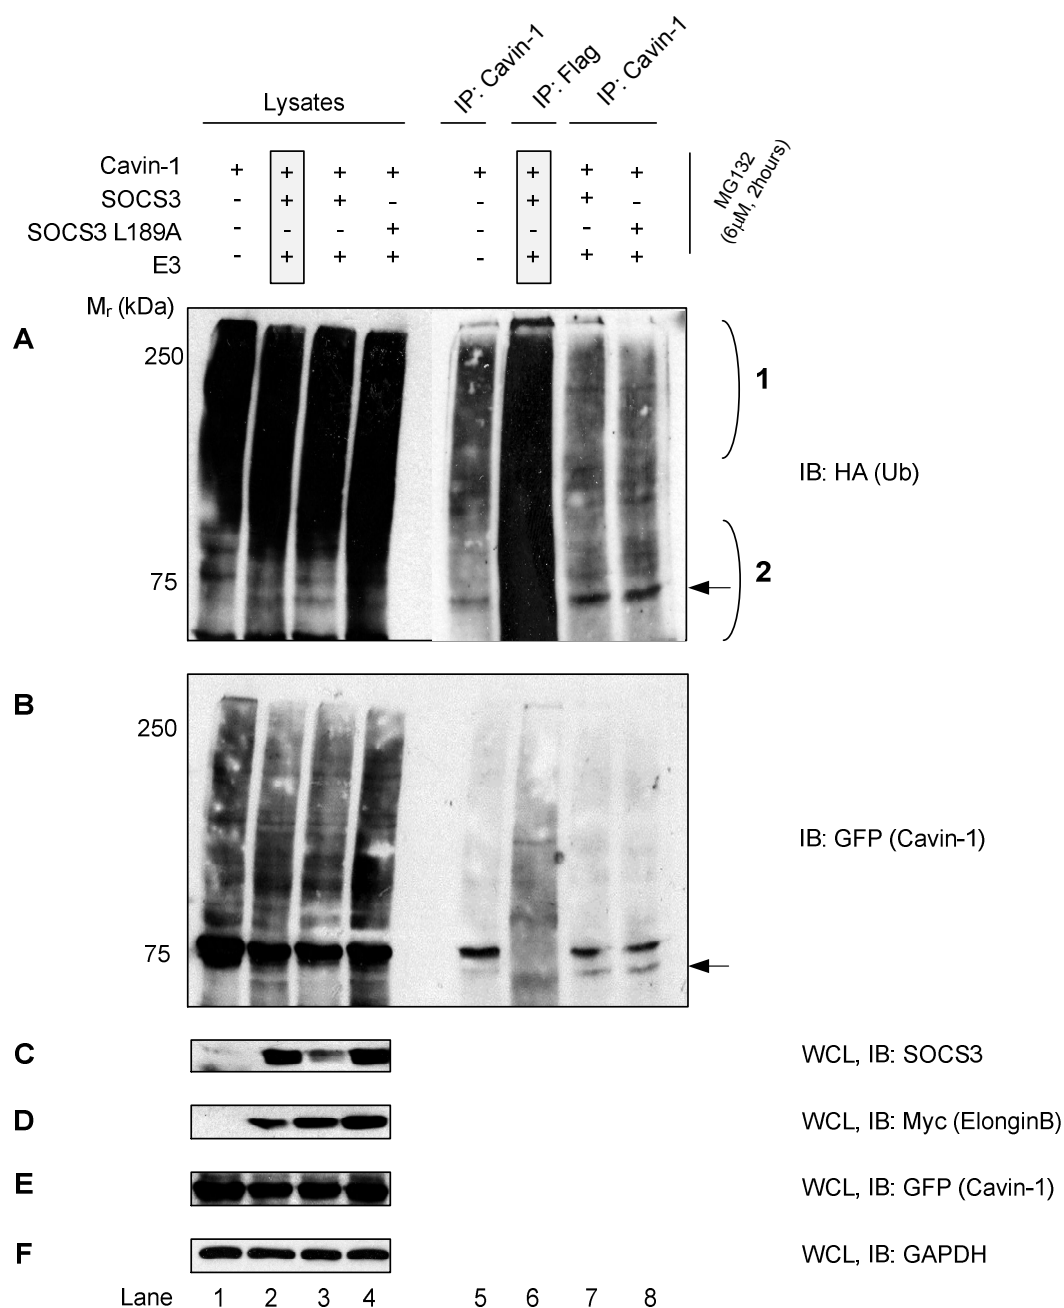 Lysates
IP: Cavin-1
IP: Flag
IP: Cavin-1
MG132
(6µM, 2hours)
Cavin-1 + + + + + + + +
SOCS3 - + + - - + + -
SOCS3 L189A - - - + - - - +
E3 - + + + - + + +
Mr (kDa)
A
250
75
1
2
IB: HA (Ub)
B
250
75
IB: GFP (Cavin-1)
C WCL, IB: SOCS3
D WCL, IB: Myc (ElonginB)
E WCL, IB: GFP (Cavin-1)
F WCL, IB: GAPDH
Lane 1 2 3 4 5 6 7 8